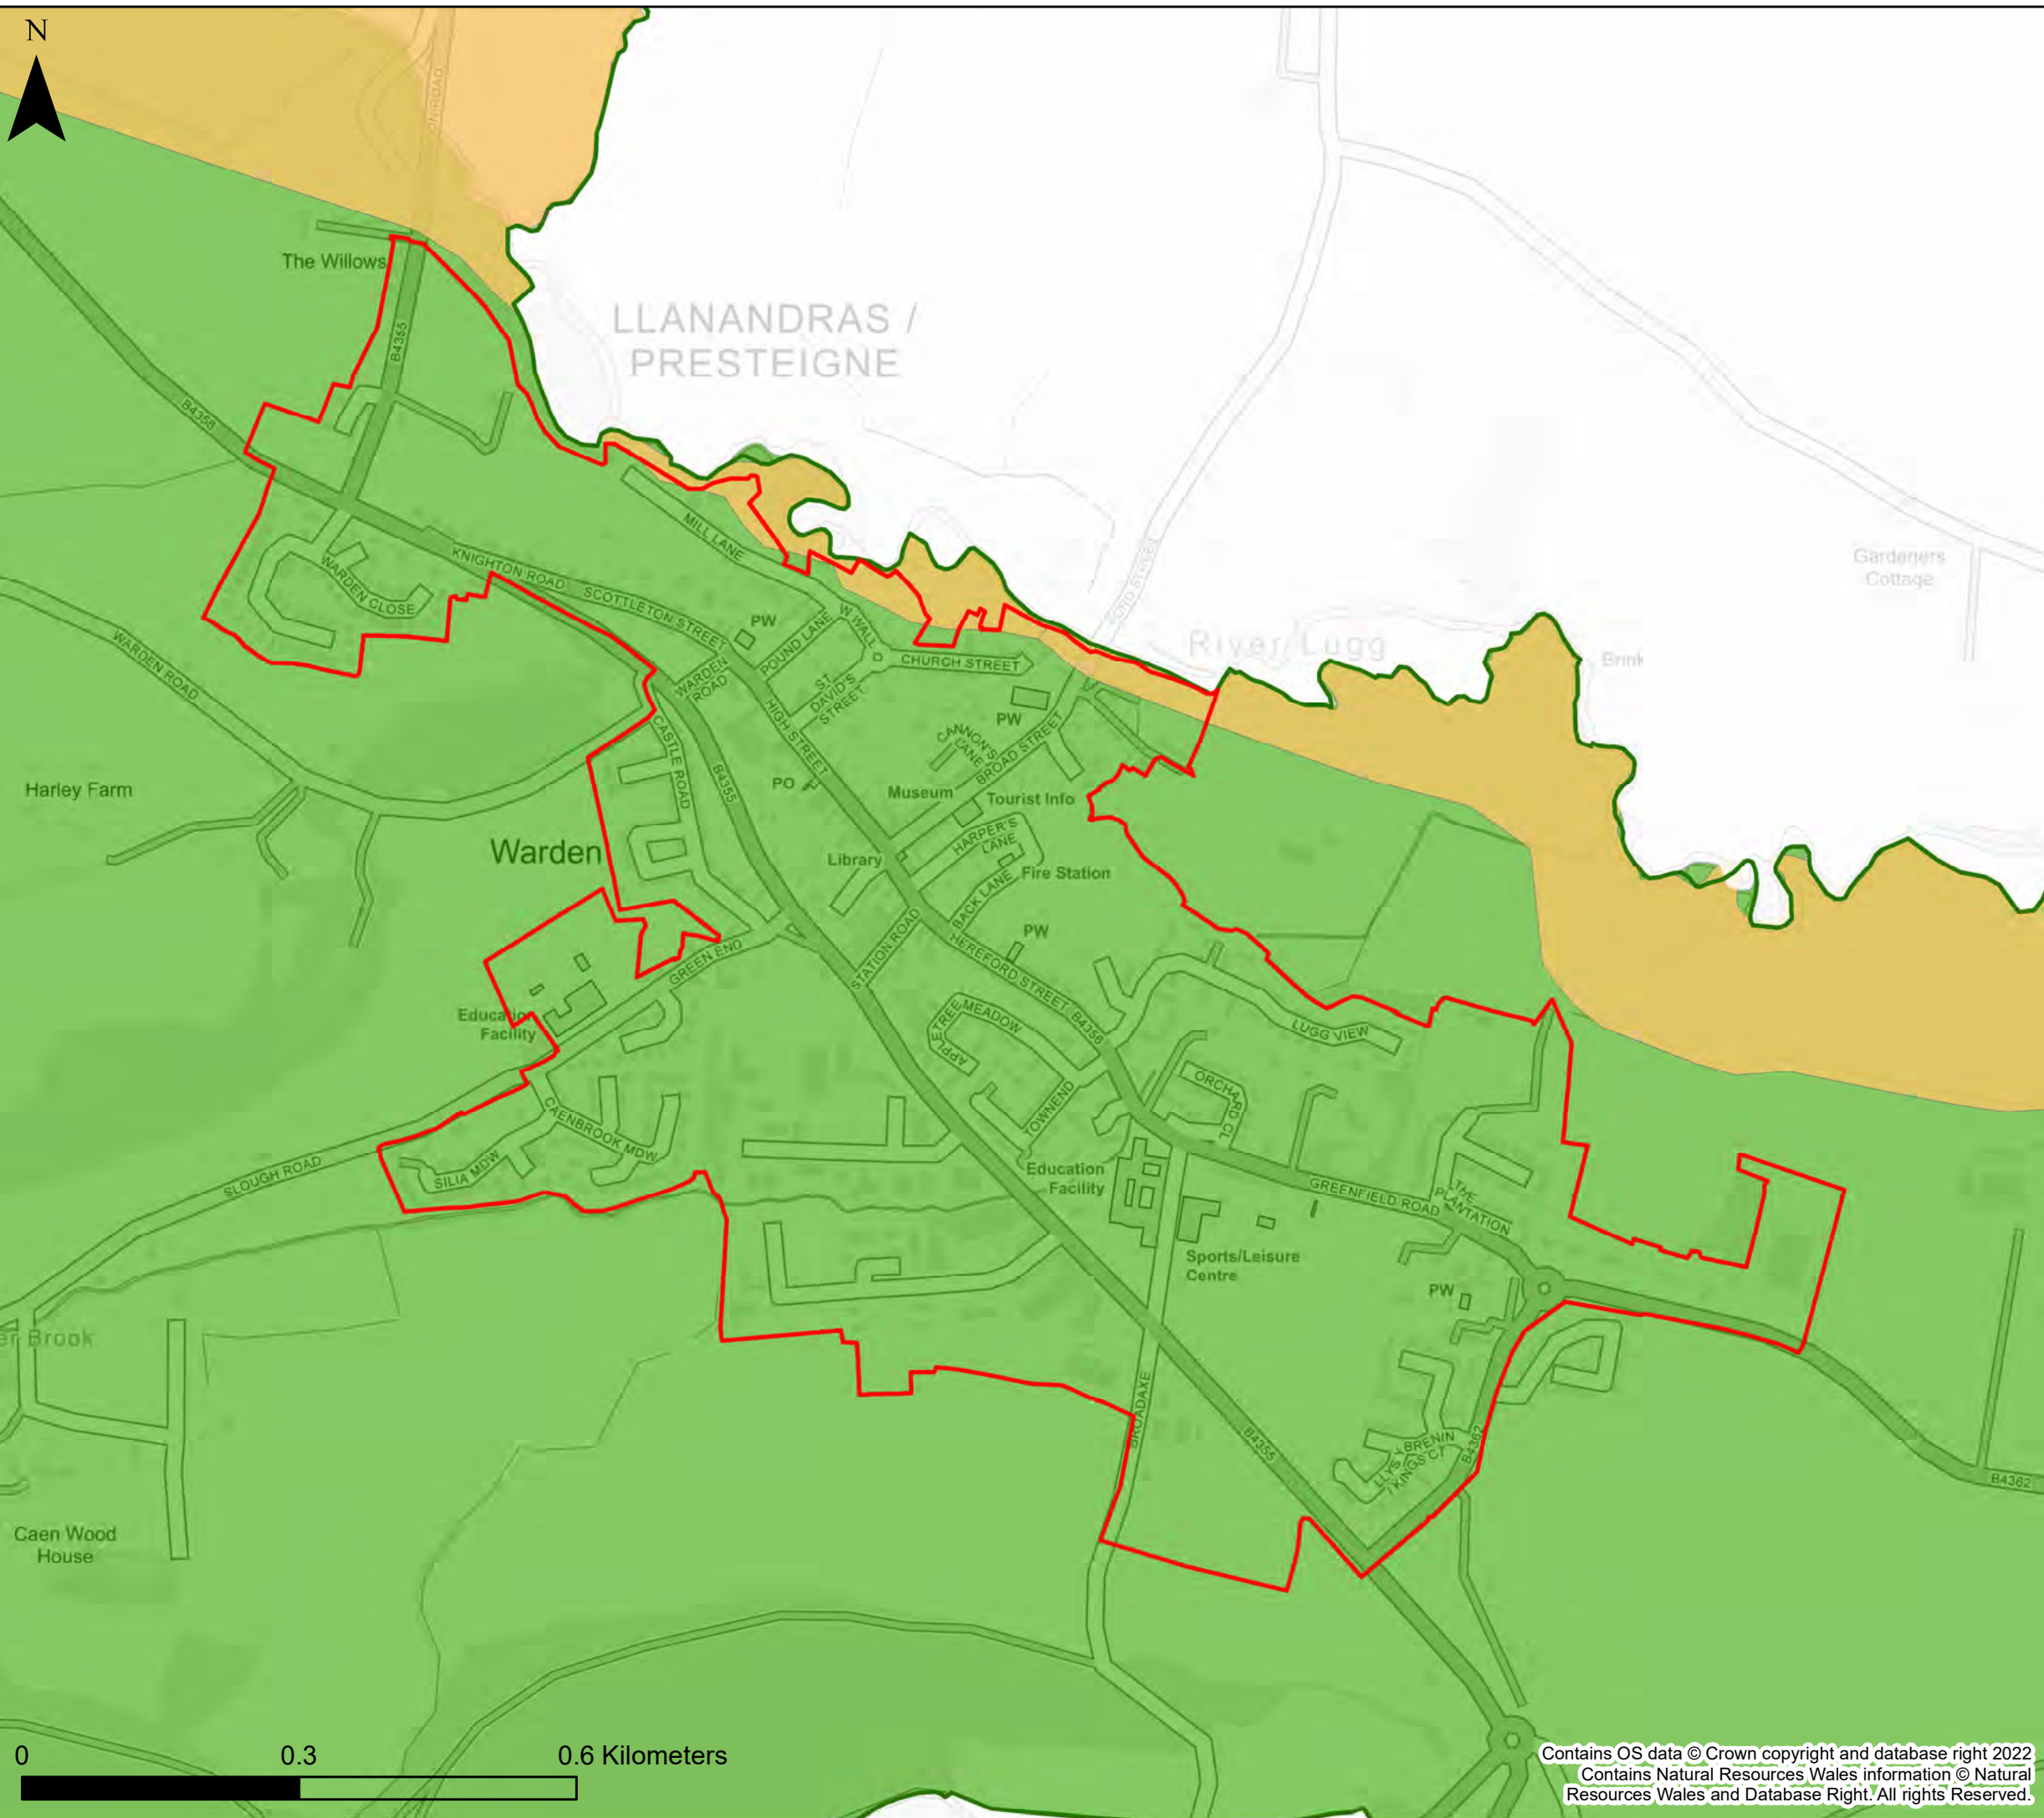 N
The Willows
B4355
LLANANDRAS /
PRESTEIGNE
B4356
MILL LANE
Gardeners
Cottage
KNIGHTON ROAD
SCOTTLETON STREET
WARDEN CLOSE
PW
POUND LANE
W WALL
WARDEN ROAD
CHURCH STREET
River Lugg
WARDEN
ROAD
ST
DAVID'S
STREET
HIGH STREET
PW
CANNON'S
LANE
BROAD STREET
CASTLE ROAD
B4355
PO
Harley Farm
Museum
Tourist Info
HARPER'S
LANE
Warden
Library
Fire Station
BACK LANE
PW
GREEN END
STATION ROAD
HEREFORD STREET
B4356
Education
Facility
APPLETREE
MEADOW
LUGG VIEW
ORCHARD CL
TOWNEND
CAENBROOK MDW
SILIA MDW
SLOUGH ROAD
Education
Facility
GREENFIELD ROAD
THE
PLANTATION
Sports/Leisure
Centre
PW
er Brook
BROADAXE
B4355
LLYS Y BRENIN
/ KINGS CT
B4362
B4362
Caen Wood
House
0 0.3 0.6 Kilometers
Contains OS data © Crown copyright and database right 2022
Contains Natural Resources Wales information © Natural
Resources Wales and Database Right. All rights Reserved.